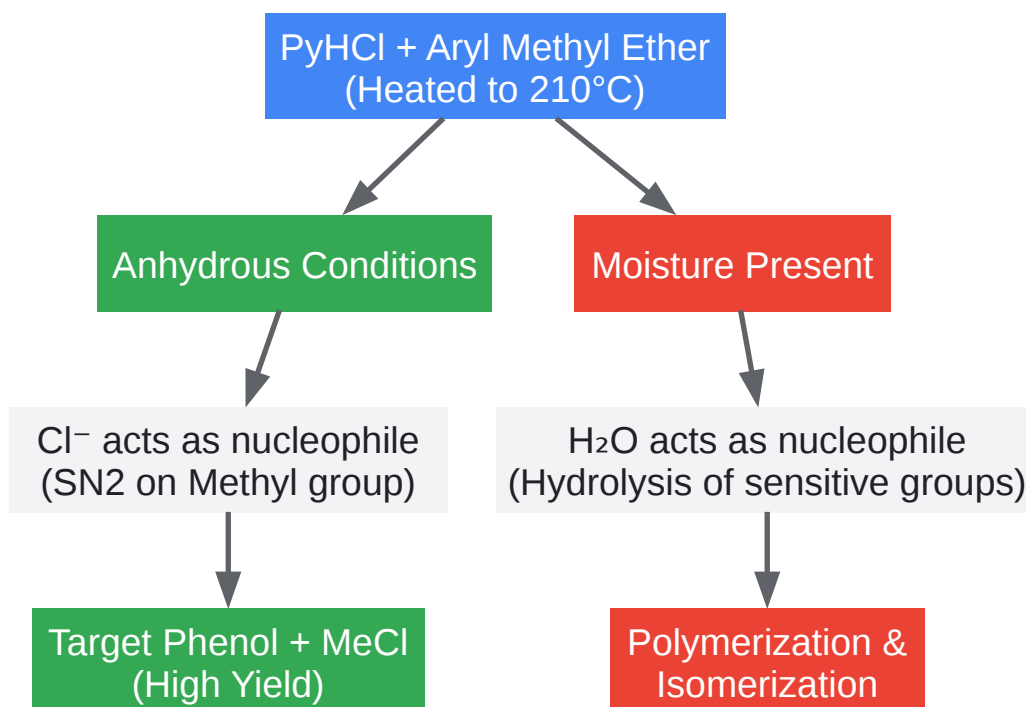 PyHCl + Aryl Methyl Ether
(Heated to 210°C)
Anhydrous Conditions
Moisture Present
Cl⁻ acts as nucleophile
(SN2 on Methyl group)
H₂O acts as nucleophile
(Hydrolysis of sensitive groups)
Target Phenol + MeCl
(High Yield)
Polymerization &
Isomerization